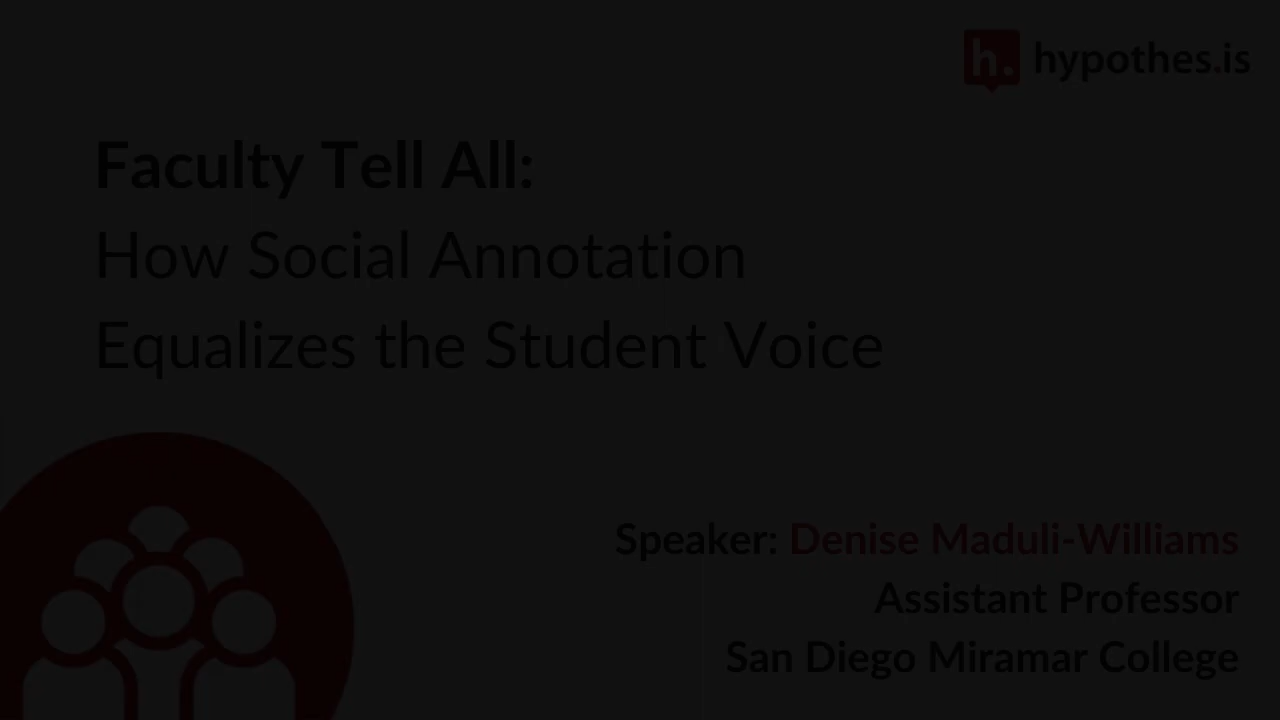 h. hypothes.is
Faculty Tell All:
How Social Annotation
Equalizes the Student Voice
Speaker: Denise Maduli-Williams
Assistant Professor
San Diego Miramar College